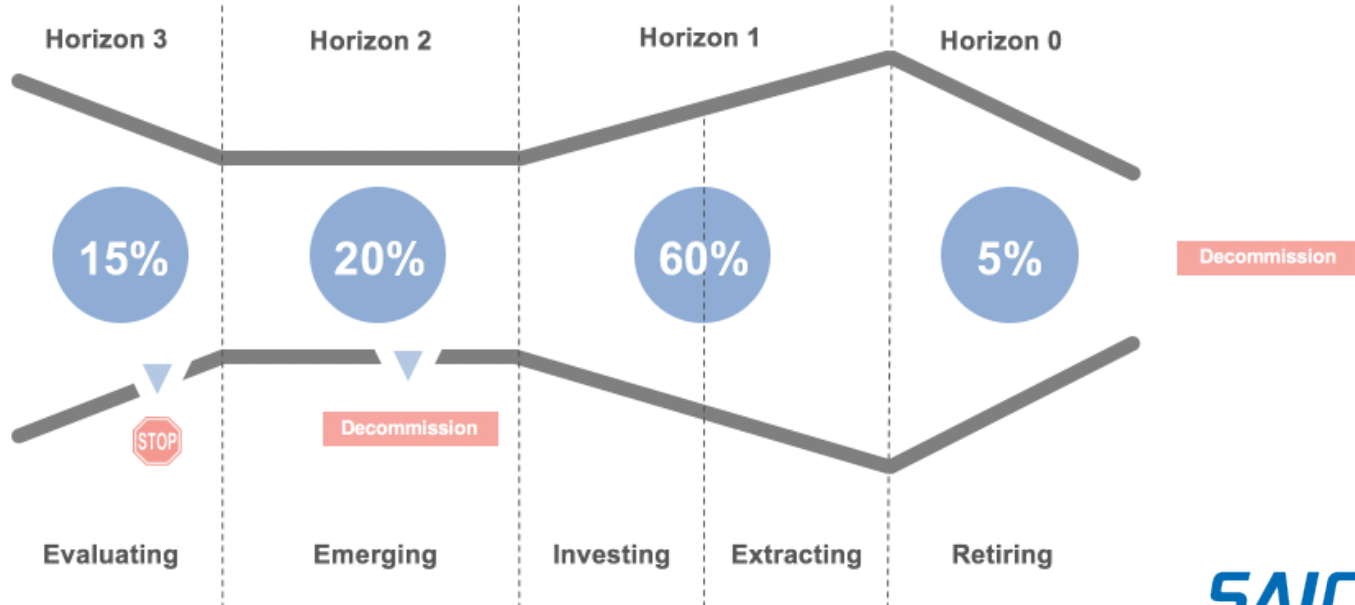 Horizon 3
Horizon 2
Horizon 1
Horizon 0
15%
20%
60%
5%
Decommission
STOP
Decommission
Evaluating
Emerging
Investing
Extracting
Retiring
SAIC